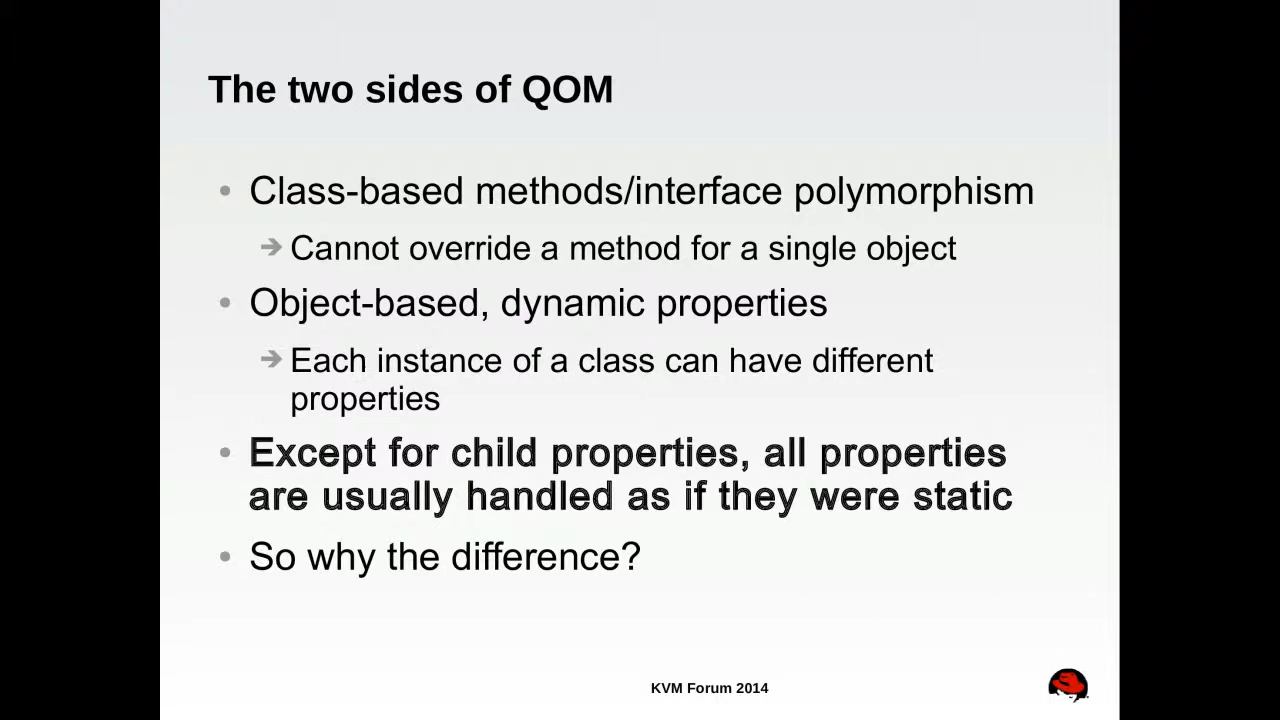 The two sides of QOM
• Class-based methods/interface polymorphism
➔ Cannot override a method for a single object
• Object-based, dynamic properties
➔ Each instance of a class can have different
properties
• Except for child properties, all properties
are usually handled as if they were static
• So why the difference?
KVM Forum 2014